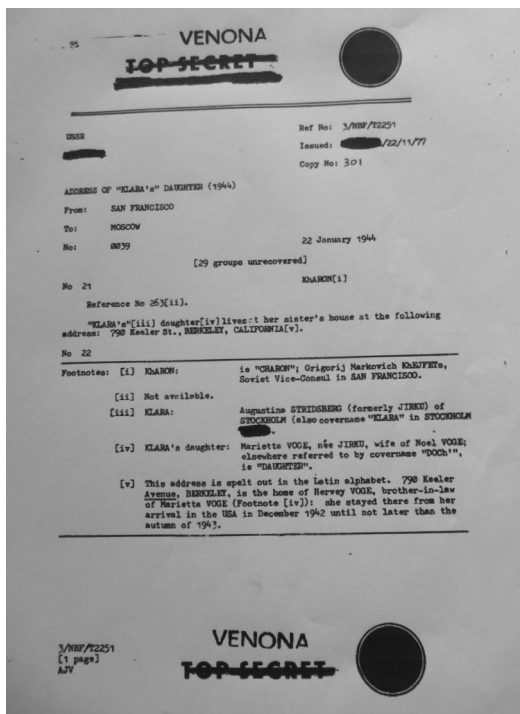 VENONA
TOP SECRET
Ref No: 3/NBF/T2251
USSR
Issued: /22/11/77
Copy No: 301
ADDRESS OF "KLARA's" DAUGHTER (1944)
From: SAN FRANCISCO
To: MOSCOW
No: 0039 22 January 1944
[29 groups unrecovered]
No 21 KhARON[i]
Reference No 263[ii].
"KLARA's"[iii] daughter[iv] lives t her sister's house at the following
address: 790 Keeler St., BERKELEY, CALIFORNIA[v].
No 22
Footnotes: [i] KhARON: ie "CHARON"; Grigorij Markovich KhEJFETs,
Soviet Vice-Consul in SAN FRANCISCO.
[ii] Not available.
[iii] KLARA: Augustina STRIDSBERG (formerly JIRKU) of
STOCKHOLM (also covername "KLARA" in STOCKHOLM
.
[iv] KLARA's daughter: Marietta VOGE, née JIRKU, wife of Noel VOGE;
elsewhere referred to by covername "DOCh'",
ie "DAUGHTER".
[v] This address is spelt out in the Latin alphabet. 790 Keeler
Avenue, BERKELEY, is the home of Hervey VOGE, brother-in-law
of Marietta VOGE (Footnote [iv]): she stayed there from her
arrival in the USA in December 1942 until not later than the
autumn of 1943.
3/NBF/T2251
[1 page]
AJV
VENONA
TOP SECRET